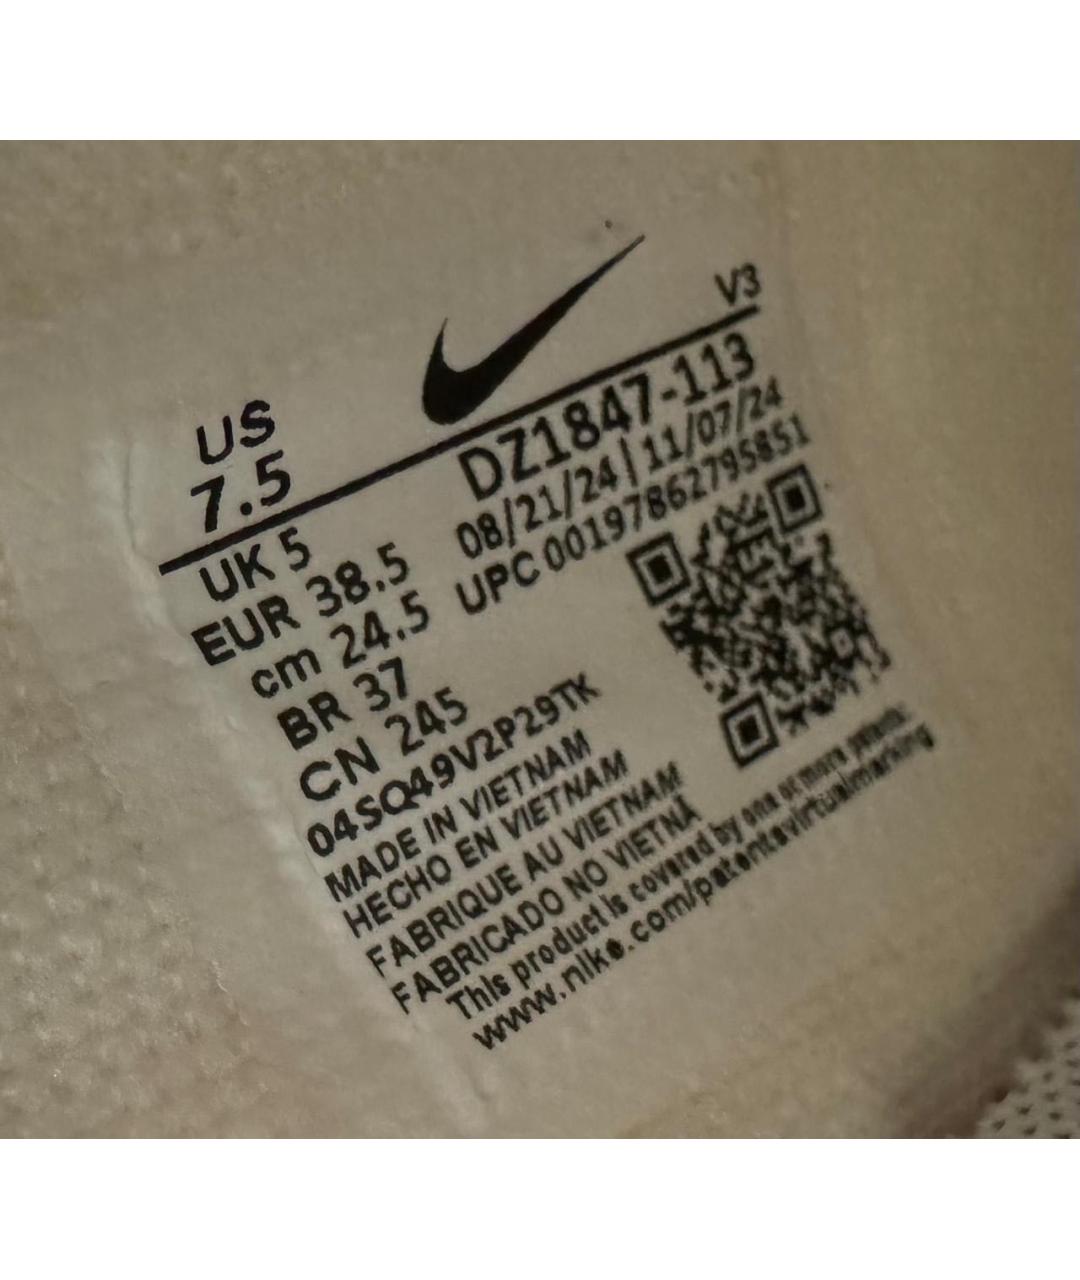 V3
US
7.5
DZ1847-113
08/21/24 | 11/07/24
UPC 00197862795851
UK 5
EUR 38.5
cm 24.5
BR 37
CN 245
04SQ49V2P29TK
MADE IN VIETNAM
HECHO EN VIETNAM
FABRIQUE AU VIETNAM
FABRICADO NO VIETNÃ
This product is covered by one or more patents:
www.nike.com/patentsvirtualmarking